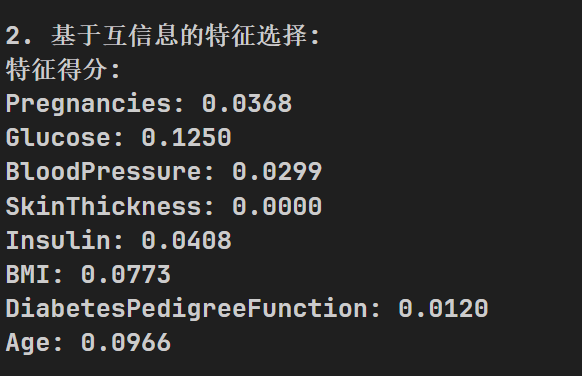 2. 基于互信息的特征选择:
特征得分:
Pregnancies: 0.0368
Glucose: 0.1250
BloodPressure: 0.0299
SkinThickness: 0.0000
Insulin: 0.0408
BMI: 0.0773
DiabetesPedigreeFunction: 0.0120
Age: 0.0966